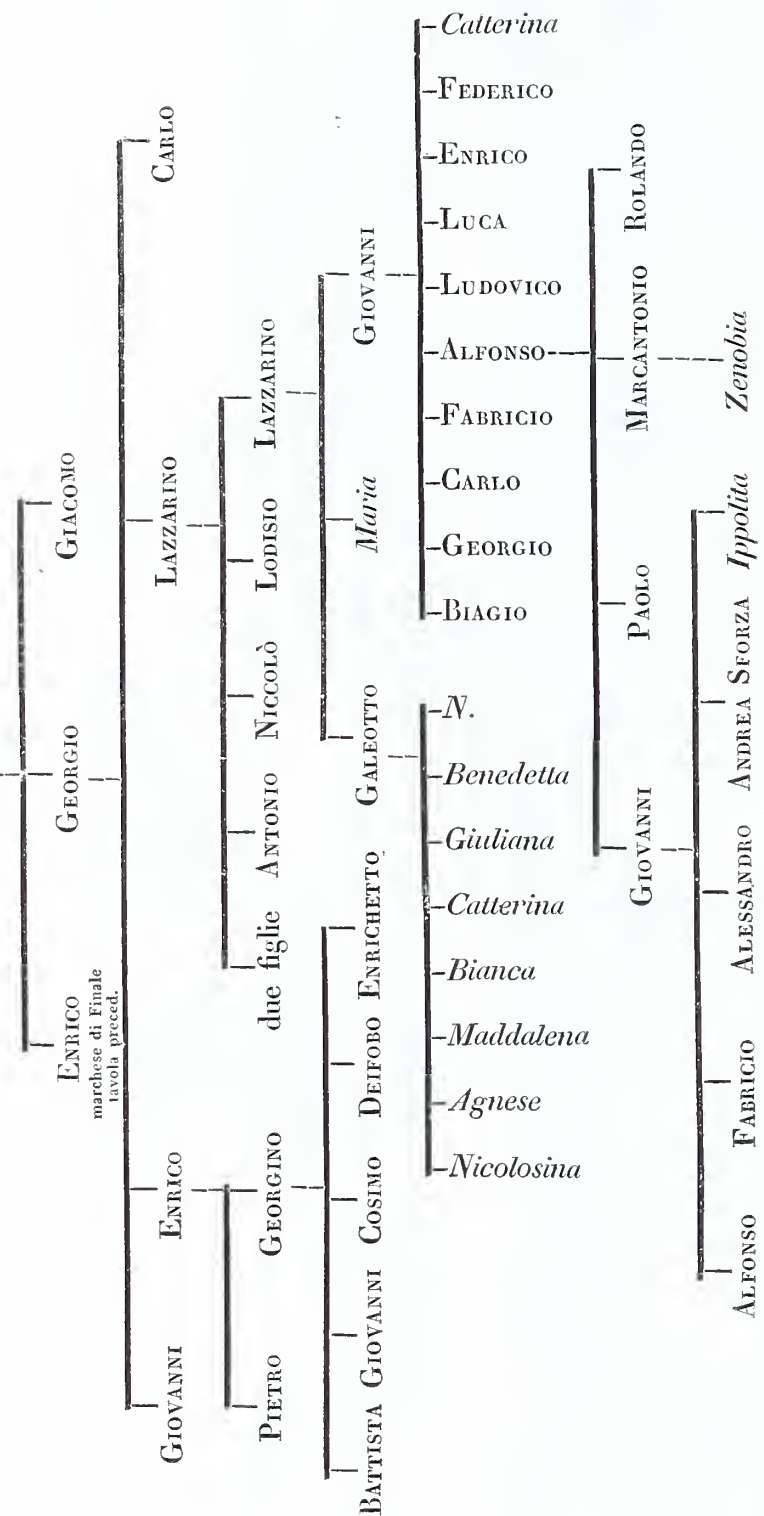 ENRICO GEORGIO GIACOMO
marchese di Finale
tavola preced.
GIOVANNI ENRICO LAZZARINO CARLO
PIETRO GEORGINO due figlie ANTONIO NICCOLÒ LODISIO LAZZARINO
BATTISTA GIOVANNI COSIMO DEIFOBO ENRICHETTO GALEOTTO Maria GIOVANNI
Nicolosina Agnese Maddalena Bianca Catterina Giuliana Benedetta N. BIAGIO GEORGIO CARLO FABRICIO ALFONSO LUDOVICO LUCA ENRICO FEDERICO Catterina
GIOVANNI PAOLO MARCANTONIO ROLANDO
ALFONSO FABRICIO ALESSANDRO ANDREA SFORZA Ippolita Zenobia